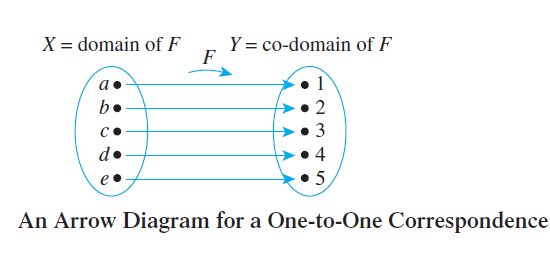 X = domain of F
F
Y = co-domain of F
a 1
b 2
c 3
d 4
e 5
An Arrow Diagram for a One-to-One Correspondence